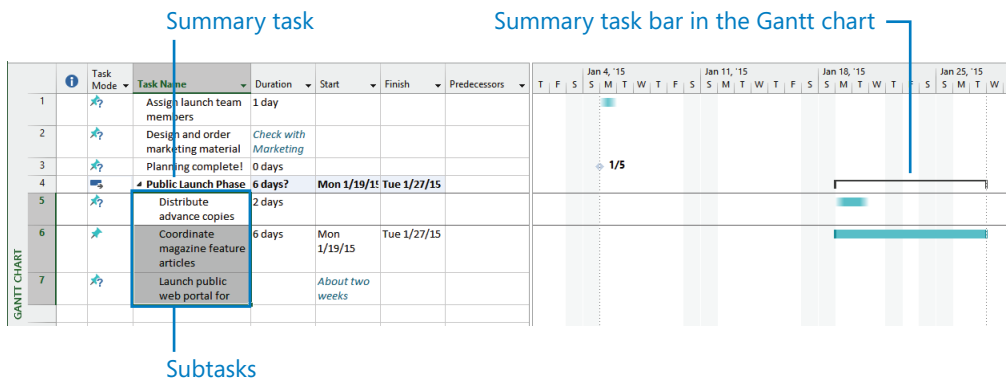 Summary task
Summary task bar in the Gantt chart
Task
Mode
Task Name
Duration
Start
Finish
Predecessors
Jan 4, '15
Jan 11, '15
Jan 18, '15
Jan 25, '15
T F S S M T W T F S S M T W T F S S M T W T F S S M T W
1
Assign launch team
members
1 day
2
Design and order
marketing material
Check with
Marketing
3
Planning complete!
0 days
1/5
4
Public Launch Phase
6 days?
Mon 1/19/15
Tue 1/27/15
5
Distribute
advance copies
2 days
6
Coordinate
magazine feature
articles
6 days
Mon
1/19/15
Tue 1/27/15
7
Launch public
web portal for
About two
weeks
GANTT CHART
Subtasks